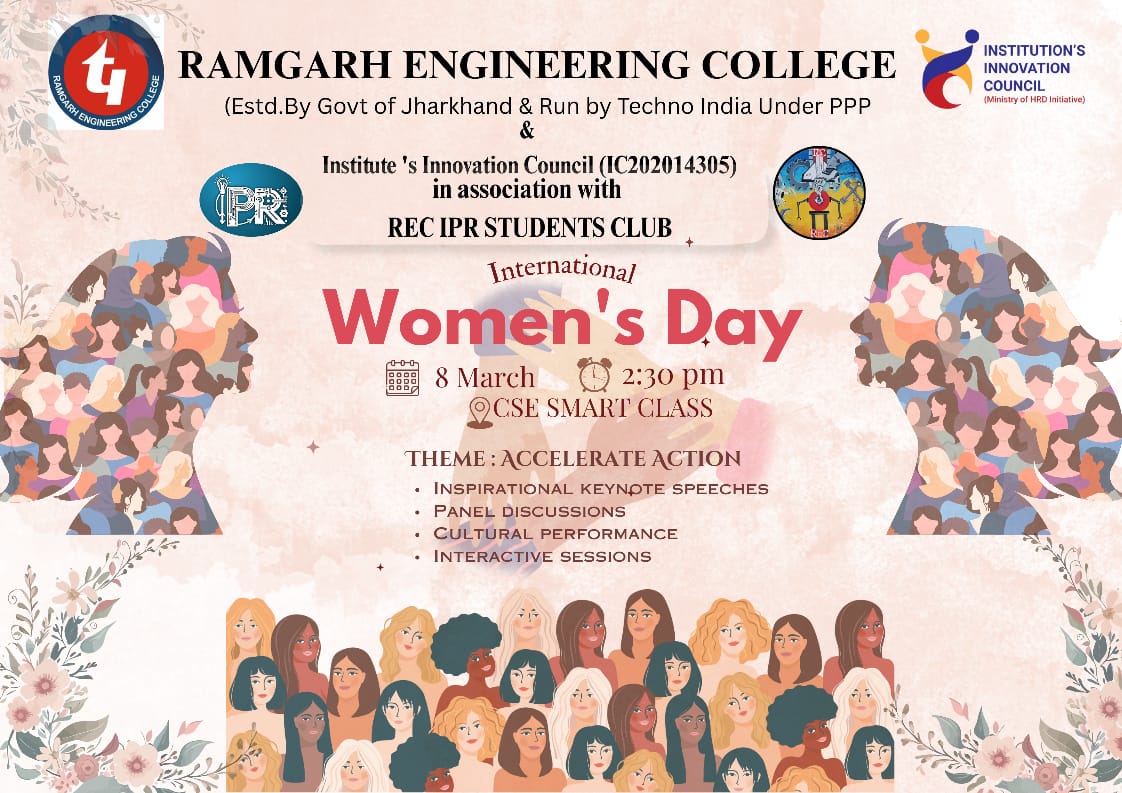 RAMGARH ENGINEERING COLLEGE
(Estd.By Govt of Jharkhand & Run by Techno India Under PPP
&
Institute 's Innovation Council (IC202014305)
in association with
REC IPR STUDENTS CLUB
RAMGARH ENGINEERING COLLEGE
INSTITUTION'S
INNOVATION
COUNCIL
(Ministry of HRD Initiative)
IPR
International
Women's Day
8 March 2:30 pm
CSE SMART CLASS
THEME : ACCELERATE ACTION
• INSPIRATIONAL KEYNOTE SPEECHES
• PANEL DISCUSSIONS
• CULTURAL PERFORMANCE
• INTERACTIVE SESSIONS